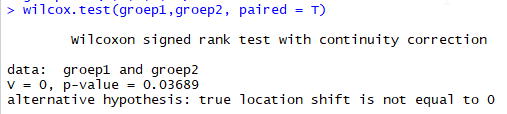 > wilcox.test(groep1,groep2, paired = T)
Wilcoxon signed rank test with continuity correction
data: groep1 and groep2
V = 0, p-value = 0.03689
alternative hypothesis: true location shift is not equal to 0